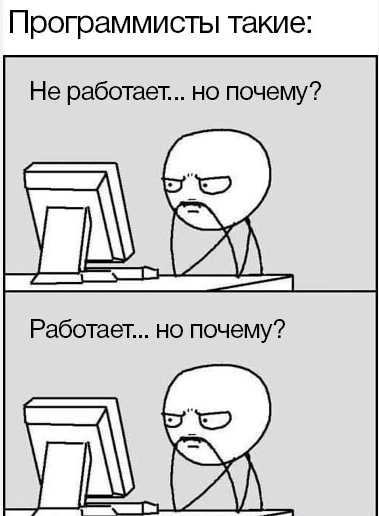 Программисты такие:
Не работает... но почему?
Работает... но почему?